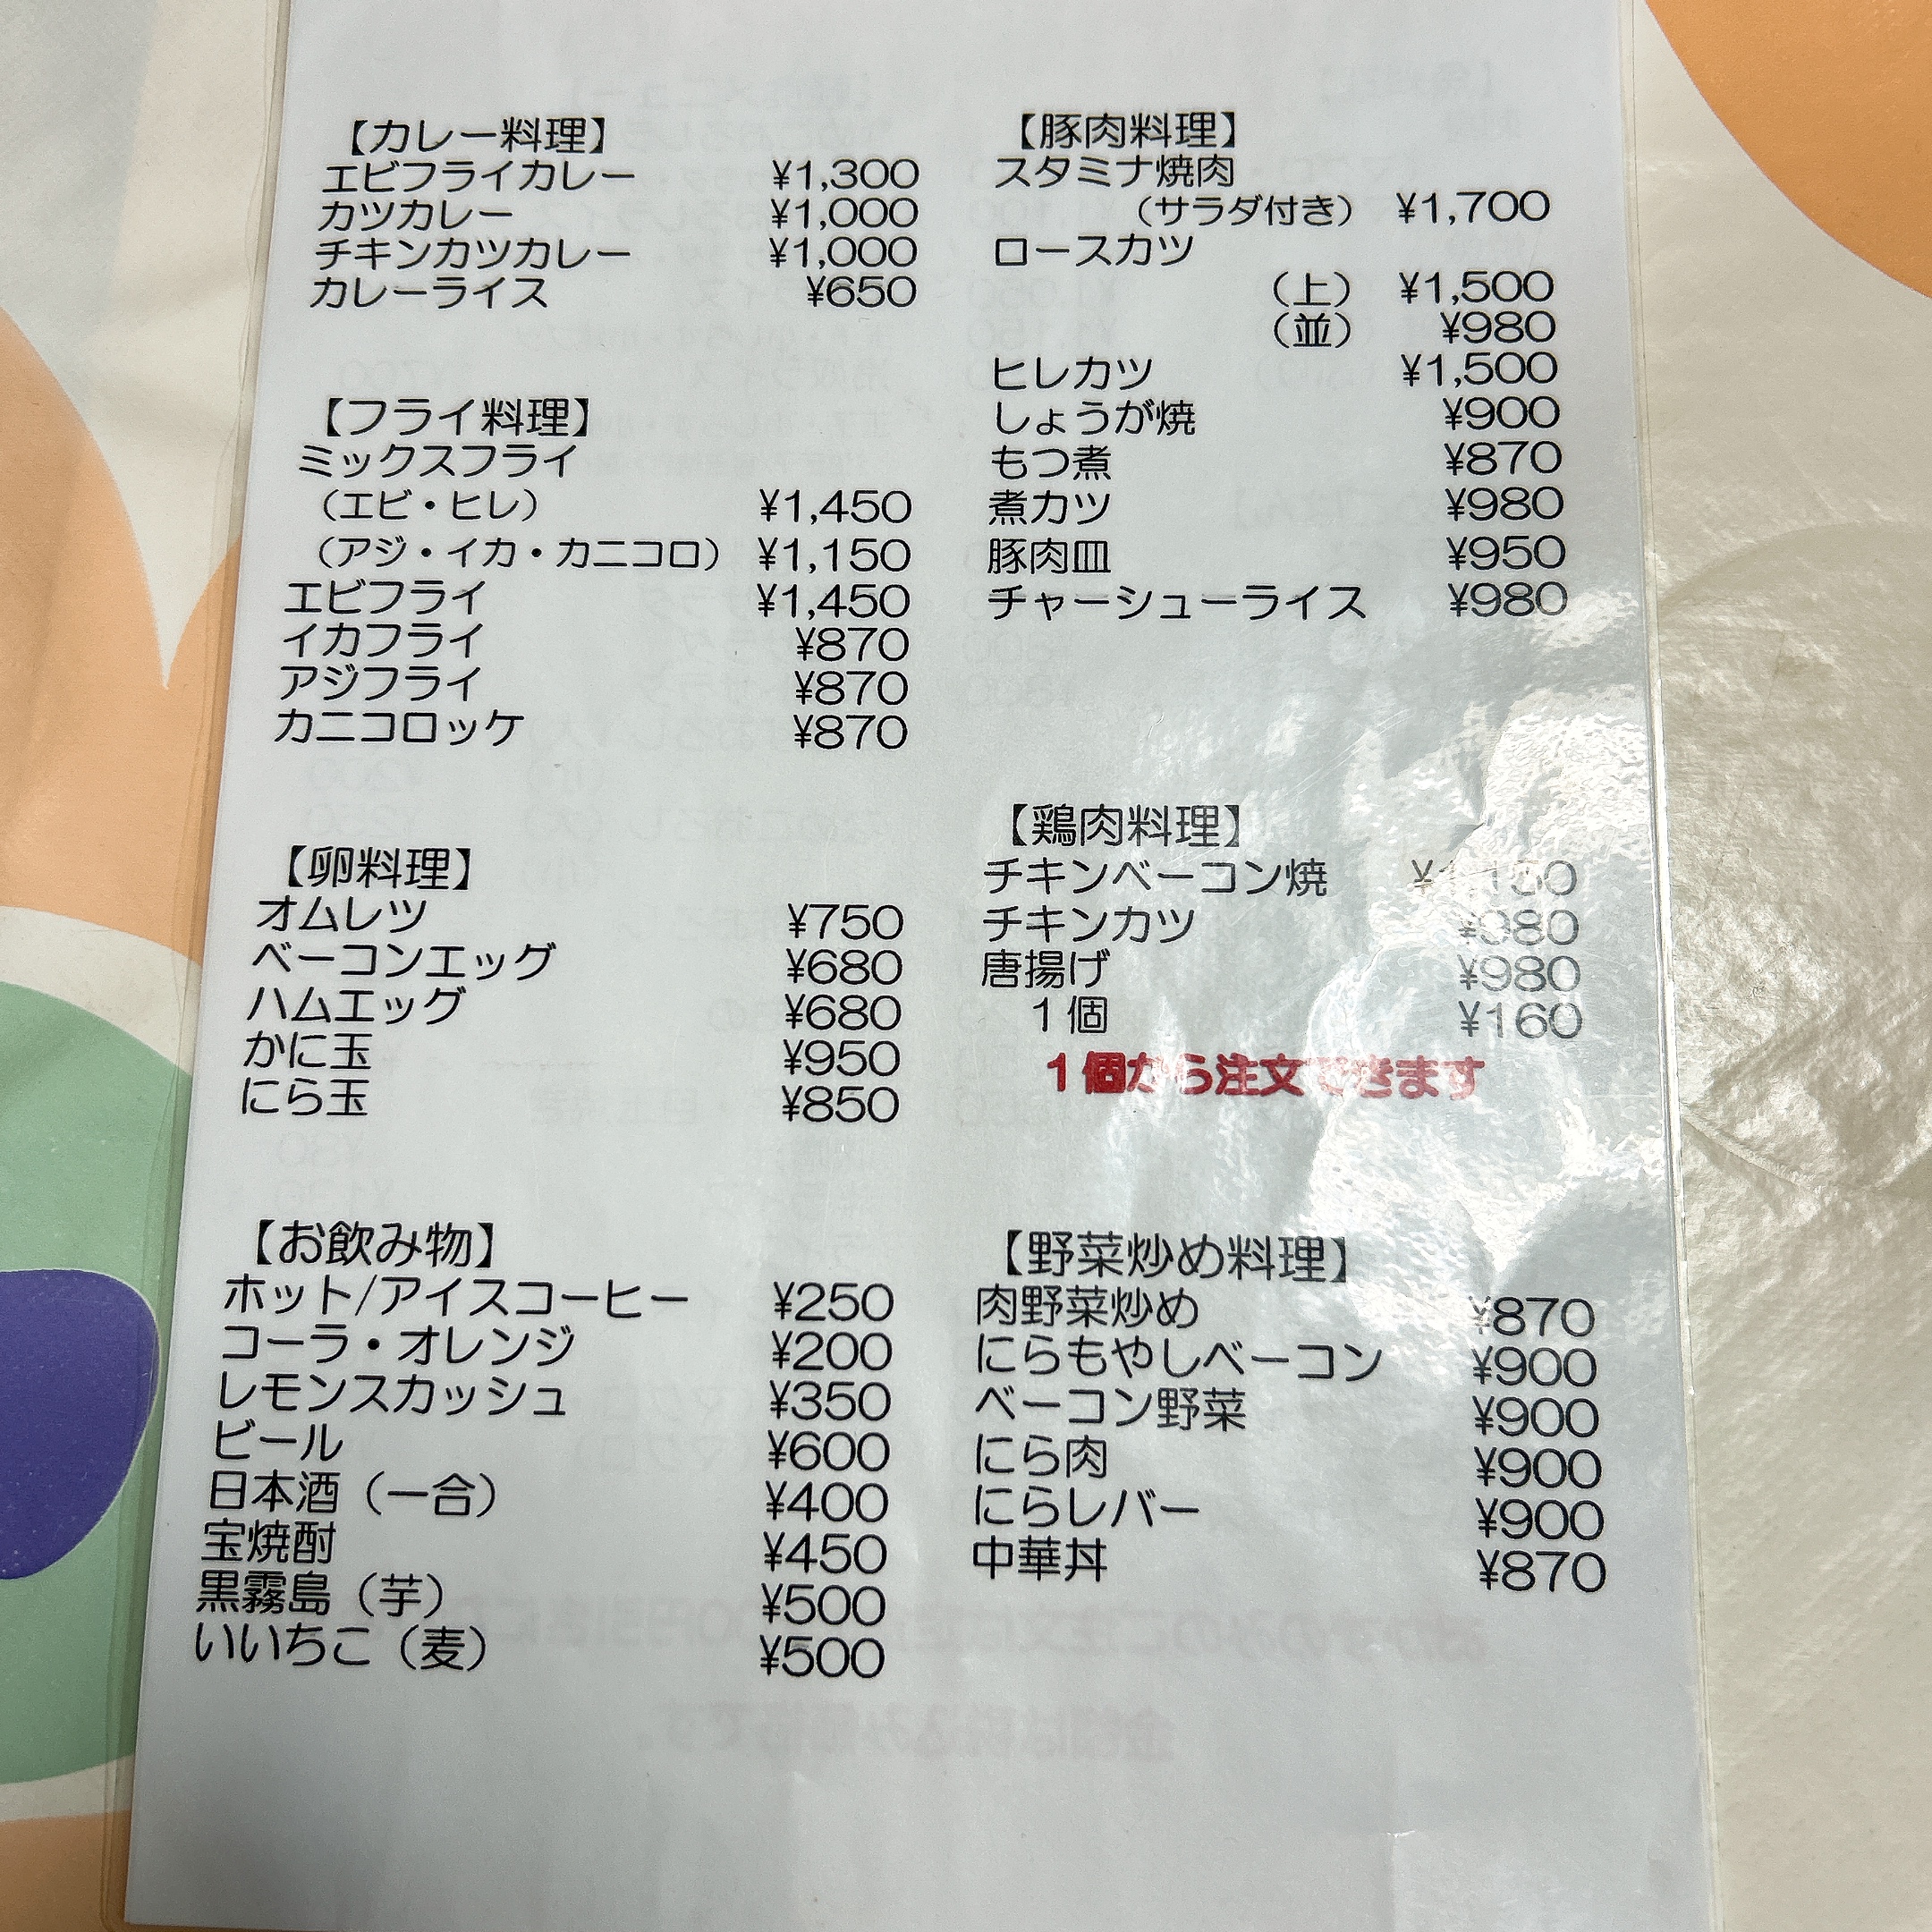 【カレー料理】
エビフライカレー ¥1,300
カツカレー ¥1,000
チキンカツカレー ¥1,000
カレーライス ¥650
【フライ料理】
ミックスフライ
（エビ・ヒレ） ¥1,450
（アジ・イカ・カニコロ） ¥1,150
エビフライ ¥1,450
イカフライ ¥870
アジフライ ¥870
カニコロッケ ¥870
【卵料理】
オムレツ ¥750
ベーコンエッグ ¥680
ハムエッグ ¥680
かに玉 ¥950
にら玉 ¥850
【お飲み物】
ホット/アイスコーヒー ¥250
コーラ・オレンジ ¥200
レモンスカッシュ ¥350
ビール ¥600
日本酒（一合） ¥400
宝焼酎 ¥450
黒霧島（芋） ¥500
いいちこ（麦） ¥500
【豚肉料理】
スタミナ焼肉
（サラダ付き） ¥1,700
ロースカツ
（上） ¥1,500
（並） ¥980
ヒレカツ ¥1,500
しょうが焼 ¥900
もつ煮 ¥870
煮カツ ¥980
豚肉皿 ¥950
チャーシューライス ¥980
【鶏肉料理】
チキンベーコン焼
チキンカツ ¥980
唐揚げ ¥980
1個 ¥160
1個から注文できます
【野菜炒め料理】
肉野菜炒め ¥870
にらもやしベーコン ¥900
ベーコン野菜 ¥900
にら肉 ¥900
にらレバー ¥900
中華丼 ¥870